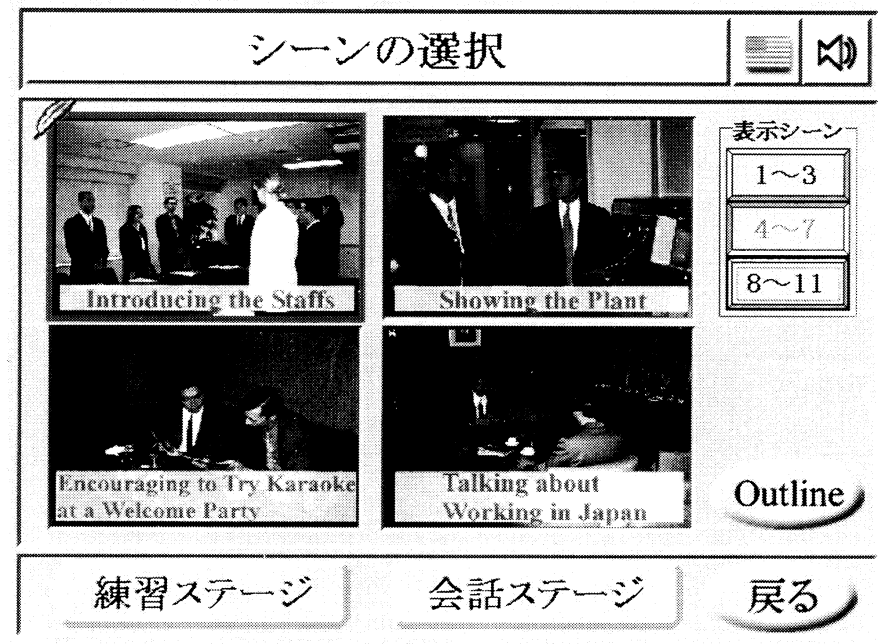 シーンの選択
Introducing the Staffs
Showing the Plant
表示シーン
1～3
4～7
8～11
Encouraging to Try Karaoke
at a Welcome Party
Talking about
Working in Japan
Outline
練習ステージ
会話ステージ
戻る